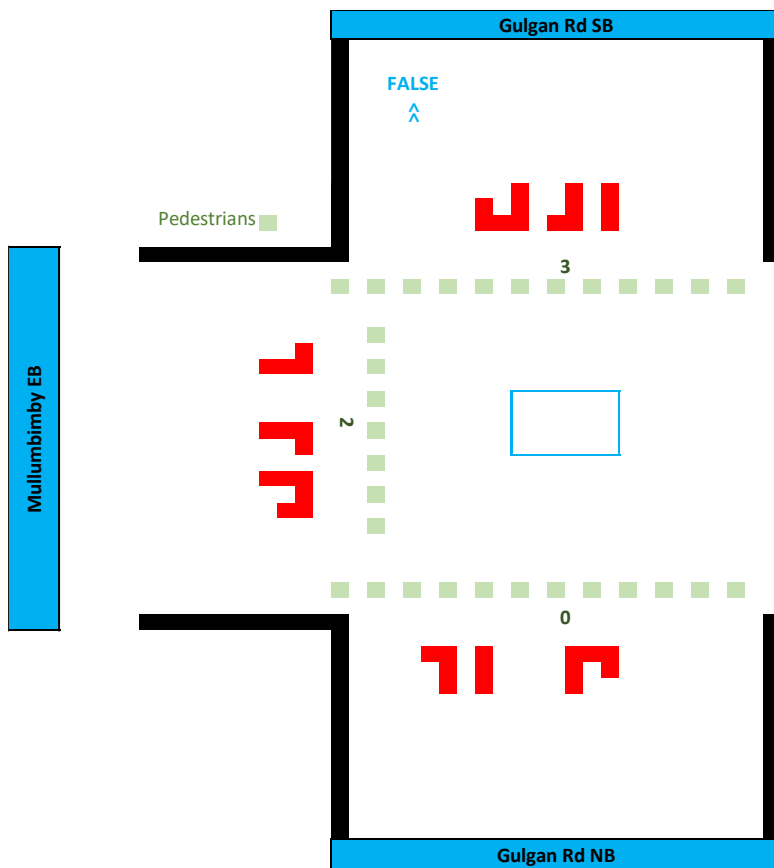 Gulgan Rd SB
FALSE
^^
Pedestrians
3
Mullumbimby EB
2
0
Gulgan Rd NB